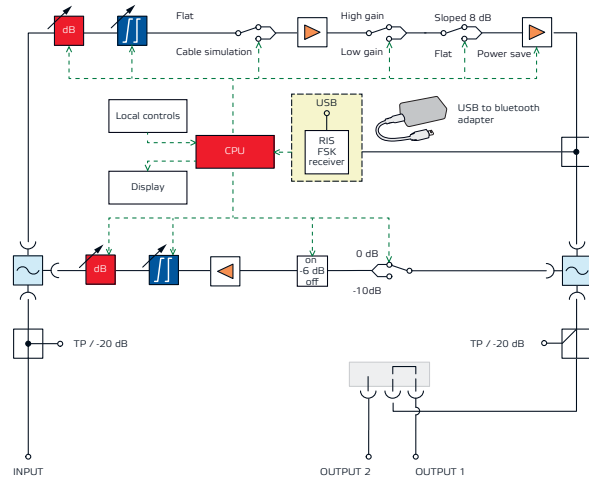 Flat
High gain
Sloped 8 dB
dB
Cable simulation
Low gain
Flat
Power save
USB
USB to bluetooth
adapter
Local controls
RIS
FSK
receiver
CPU
Display
dB
on
-6 dB
off
0 dB
-10dB
TP / -20 dB
TP / -20 dB
INPUT
OUTPUT 2
OUTPUT 1